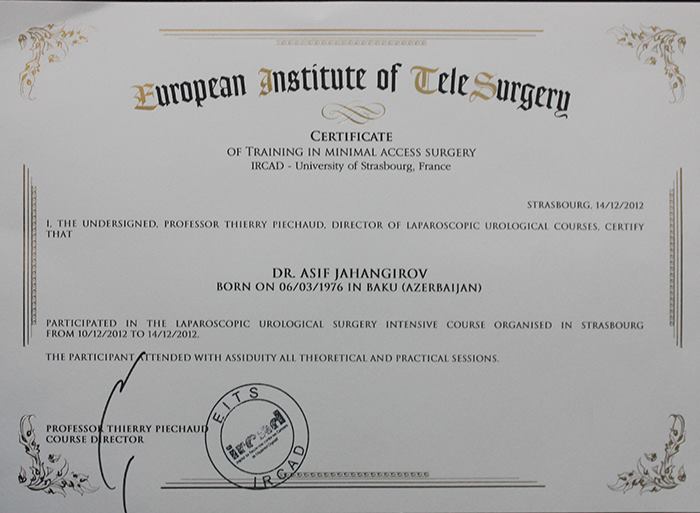 European Institute of TeleSurgery
CERTIFICATE
OF TRAINING IN MINIMAL ACCESS SURGERY
IRCAD - University of Strasbourg, France
STRASBOURG, 14/12/2012
I, THE UNDERSIGNED, PROFESSOR THIERRY PIECHAUD, DIRECTOR OF LAPAROSCOPIC UROLOGICAL COURSES, CERTIFY
THAT
DR. ASIF JAHANGIROV
BORN ON 06/03/1976 IN BAKU (AZERBAIJAN)
PARTICIPATED IN THE LAPAROSCOPIC UROLOGICAL SURGERY INTENSIVE COURSE ORGANISED IN STRASBOURG
FROM 10/12/2012 TO 14/12/2012.
THE PARTICIPANT ATTENDED WITH ASSIDUITY ALL THEORETICAL AND PRACTICAL SESSIONS.
PROFESSOR THIERRY PIECHAUD
COURSE DIRECTOR
EITS
ircad
IRCAD